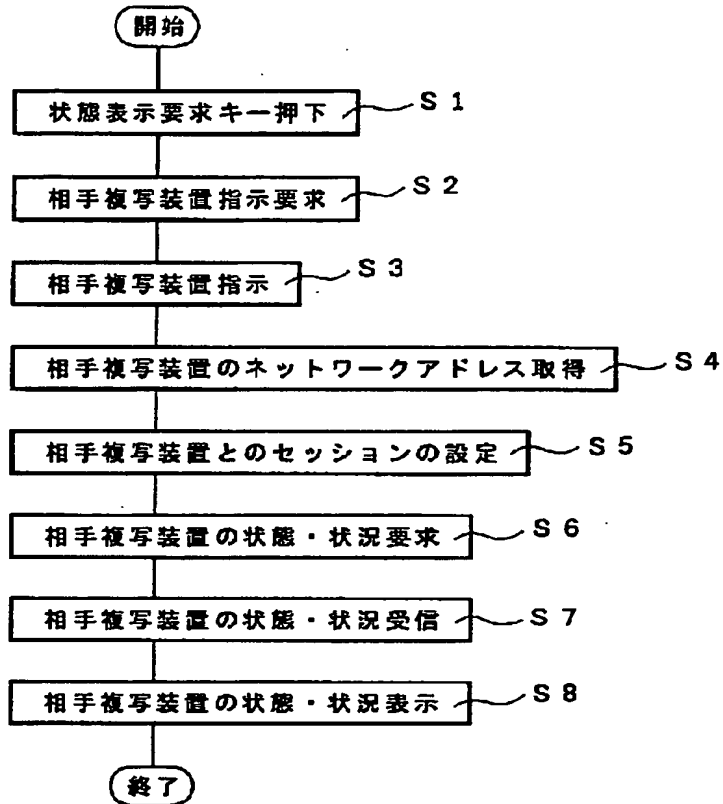 開始
状態表示要求キー押下 S1
相手複写装置指示要求 S2
相手複写装置指示 S3
相手複写装置のネットワークアドレス取得 S4
相手複写装置とのセッションの設定 S5
相手複写装置の状態・状況要求 S6
相手複写装置の状態・状況受信 S7
相手複写装置の状態・状況表示 S8
終了